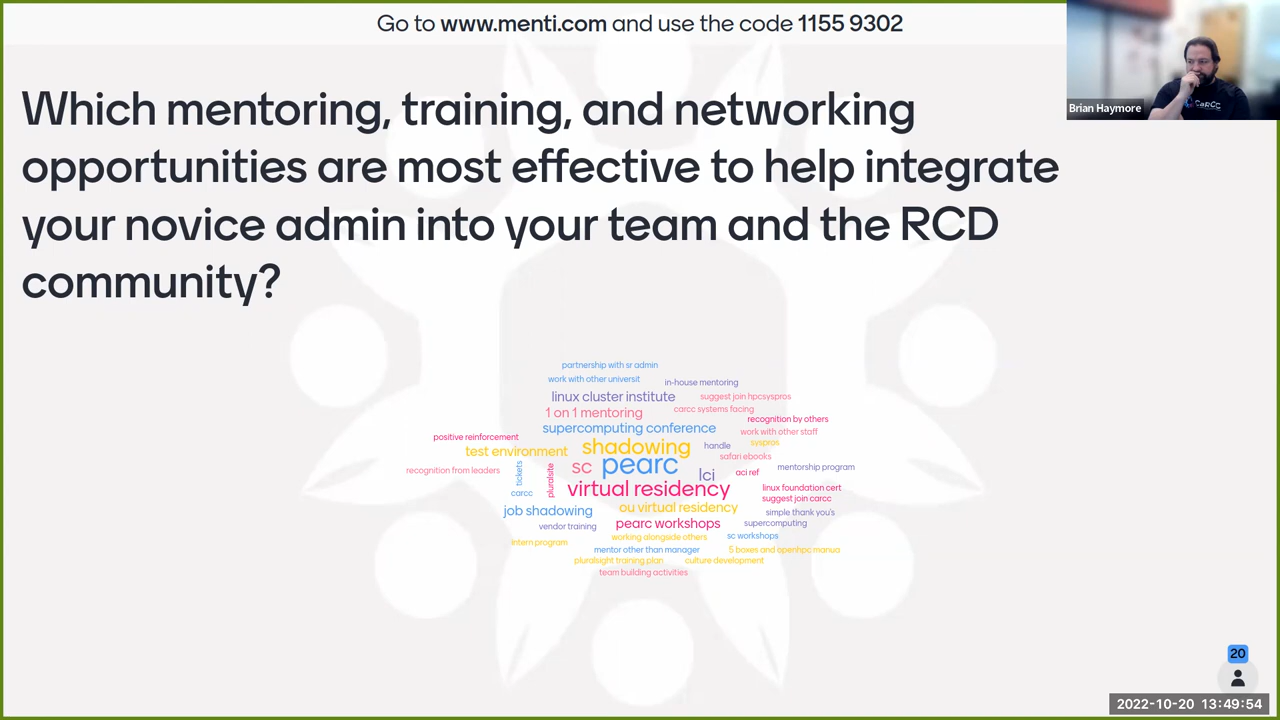 Go to www.menti.com and use the code 1155 9302
Brian Haymore
CaRCC
Which mentoring, training, and networking
opportunities are most effective to help integrate
your novice admin into your team and the RCD
community?
partnership with sr admin
work with other universit
in-house mentoring
linux cluster institute
suggest join hpcsyspros
1 on 1 mentoring
carcc systems facing
recognition by others
supercomputing conference
work with other staff
positive reinforcement
test environment
shadowing
handle
syspros
safari ebooks
recognition from leaders
tickets
pluralsite
sc
pearc
lci
aci ref
mentorship program
carcc
virtual residency
linux foundation cert
suggest join carcc
job shadowing
ou virtual residency
simple thank you's
vendor training
pearc workshops
supercomputing
intern program
working alongside others
sc workshops
mentor other than manager
5 boxes and openhpc manua
pluralsight training plan
culture development
team building activities
20
2022-10-20 13:49:54